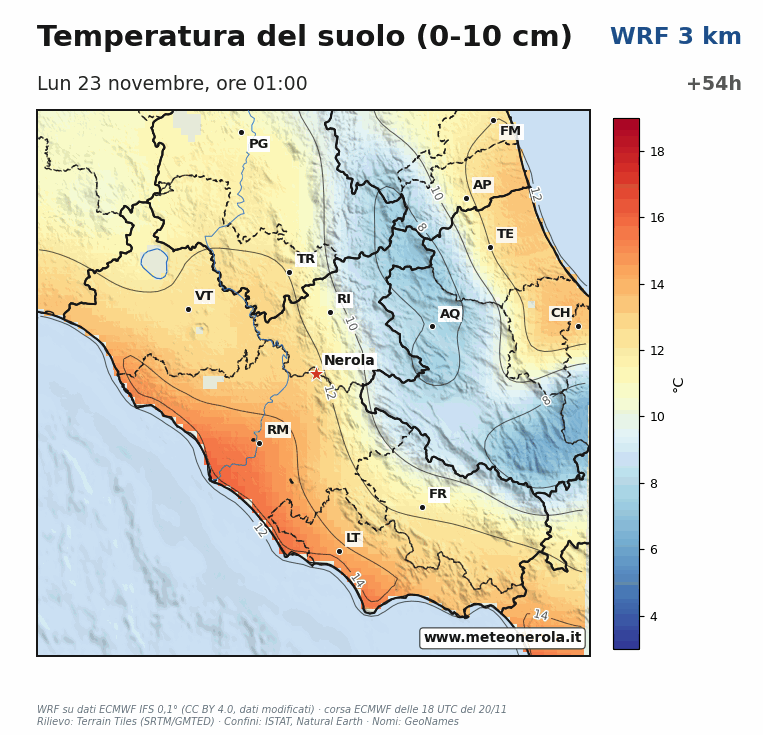 Temperatura del suolo (0-10 cm)
WRF 3 km
Lun 23 novembre, ore 01:00
+54h
FM
PG
AP
10
12
18
8
TE
16
TR
14
VT
RI
AQ
CH
10
12
Nerola
°C
12
10
8
RM
8
FR
6
12
LT
14
14
4
www.meteonerola.it
WRF su dati ECMWF IFS 0,1° (CC BY 4.0, dati modificati) · corsa ECMWF delle 18 UTC del 20/11
Rilievo: Terrain Tiles (SRTM/GMTED) · Confini: ISTAT, Natural Earth · Nomi: GeoNames